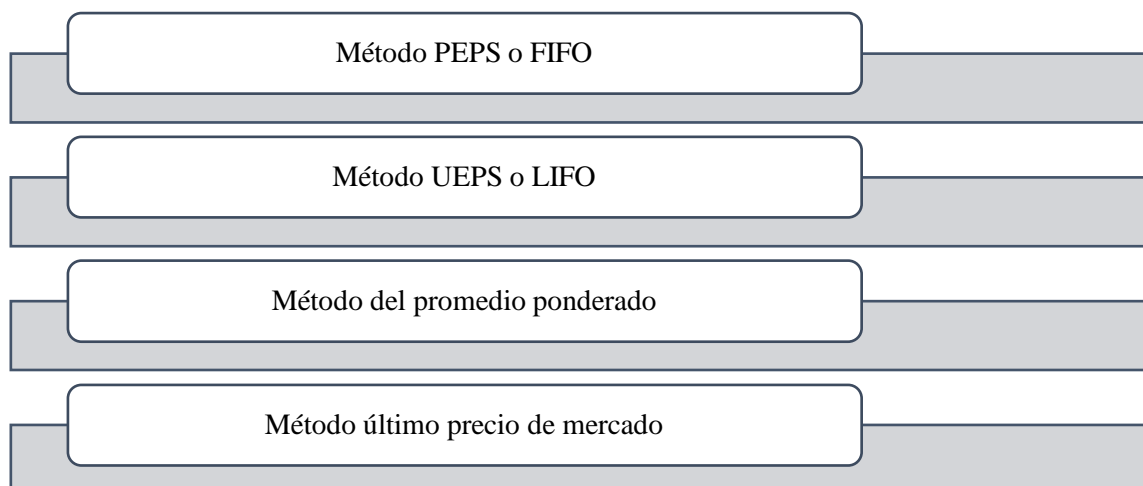 Método PEPS o FIFO
Método UEPS o LIFO
Método del promedio ponderado
Método último precio de mercado